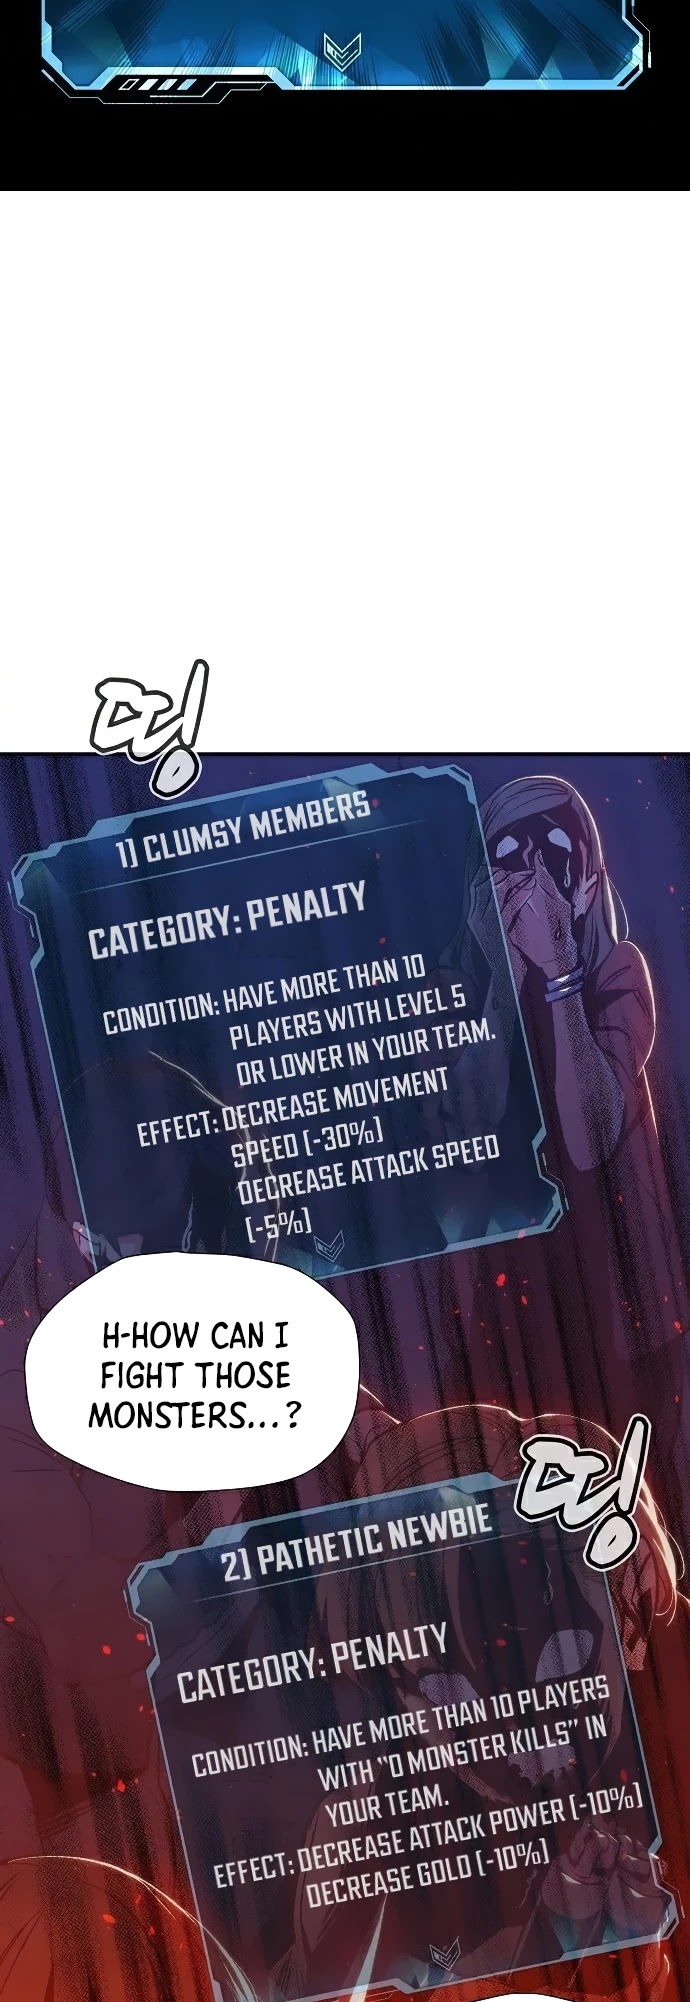 띠!
1] CLUMSY MEMBERS
CATEGORY: PENALTY
CONDITION: HAVE MORE THAN 10
PLAYERS WITH LEVEL 5
OR LOWER IN YOUR TEAM.
EFFECT: DECREASE MOVEMENT
SPEED [-30%]
DECREASE ATTACK SPEED
[-5%]
H-HOW CAN I
FIGHT THOSE
MONSTERS...?
띠!
2] PATHETIC NEWBIE
CATEGORY: PENALTY
CONDITION: HAVE MORE THAN 10 PLAYERS
WITH "0 MONSTER KILLS" IN
YOUR TEAM.
EFFECT: DECREASE ATTACK POWER [-10%]
DECREASE GOLD [-10%]